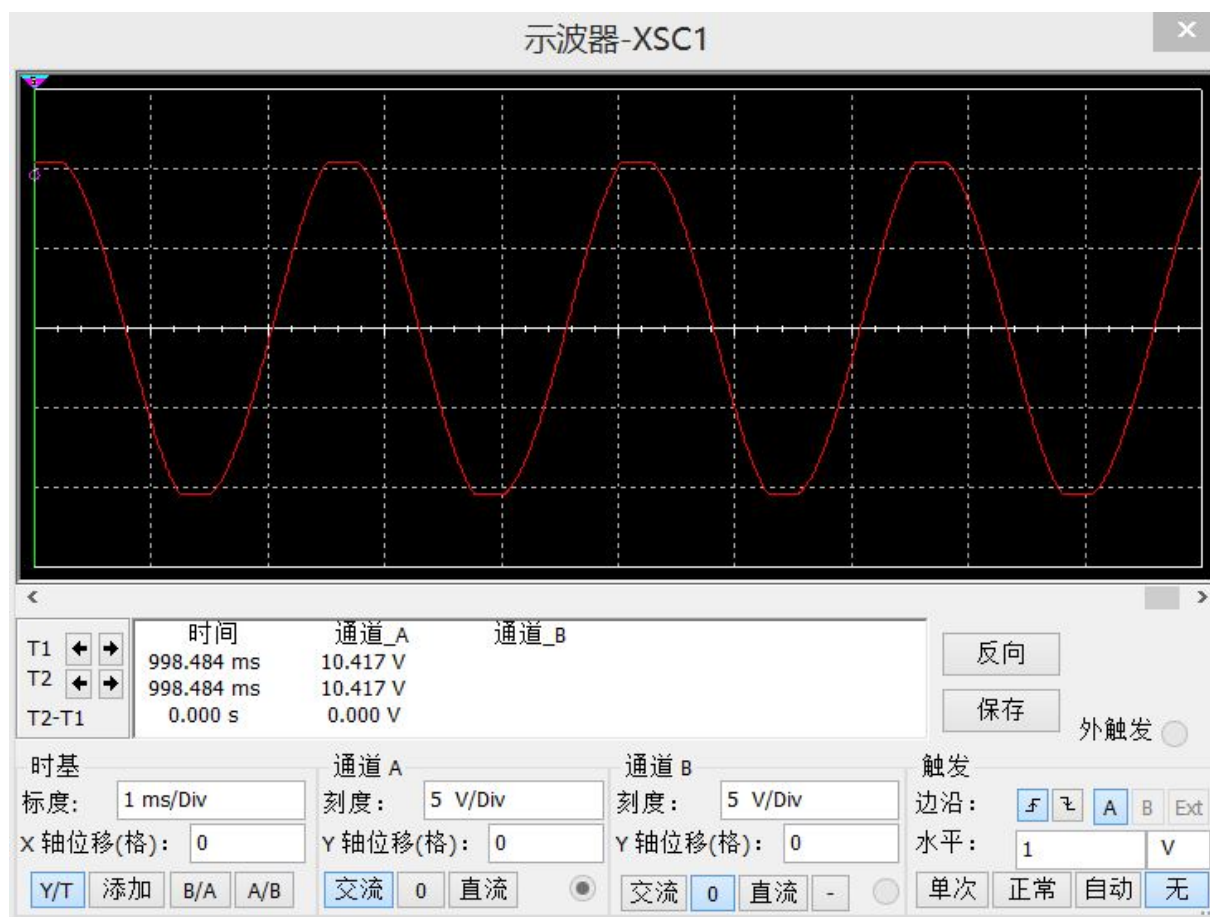 示波器-XSC1
时间 通道_A 通道_B
T1 998.484 ms 10.417 V
T2 998.484 ms 10.417 V
T2-T1 0.000 s 0.000 V
反向
保存
外触发
时基
标度: 1 ms/Div
X 轴位移(格): 0
Y/T 添加 B/A A/B
通道 A
刻度: 5 V/Div
Y 轴位移(格): 0
交流 0 直流
通道 B
刻度: 5 V/Div
Y 轴位移(格): 0
交流 0 直流 -
触发
边沿: A B Ext
水平: 1 V
单次 正常 自动 无